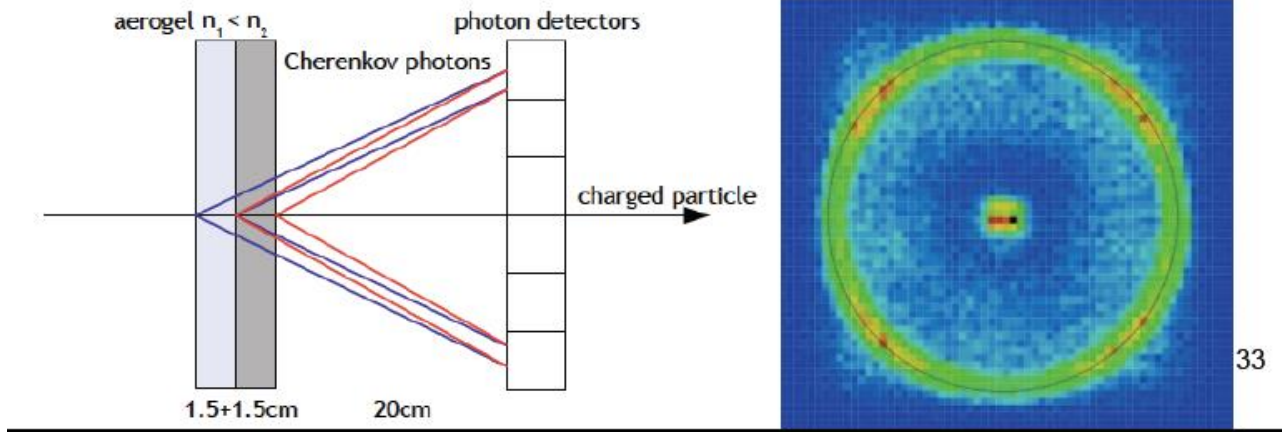 aerogel n₁ < n₂
photon detectors
Cherenkov photons
charged particle
1.5+1.5cm
20cm
33